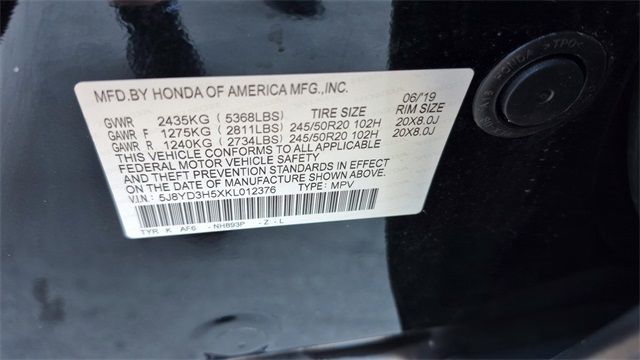 MFD.BY HONDA OF AMERICA MFG.,INC.
06/'19
GVWR 2435KG ( 5368LBS) TIRE SIZE RIM SIZE
GAWR F 1275KG ( 2811LBS) 245/50R20 102H 20X8.0J
GAWR R 1240KG ( 2734LBS) 245/50R20 102H 20X8.0J
THIS VEHICLE CONFORMS TO ALL APPLICABLE
FEDERAL MOTOR VEHICLE SAFETY
AND THEFT PREVENTION STANDARDS IN EFFECT
ON THE DATE OF MANUFACTURE SHOWN ABOVE.
V.I.N.: 5J8YD3H5XKL012376 TYPE: MPV
TYR K AF6 - NH893P - Z - L
HONDA >TPO<